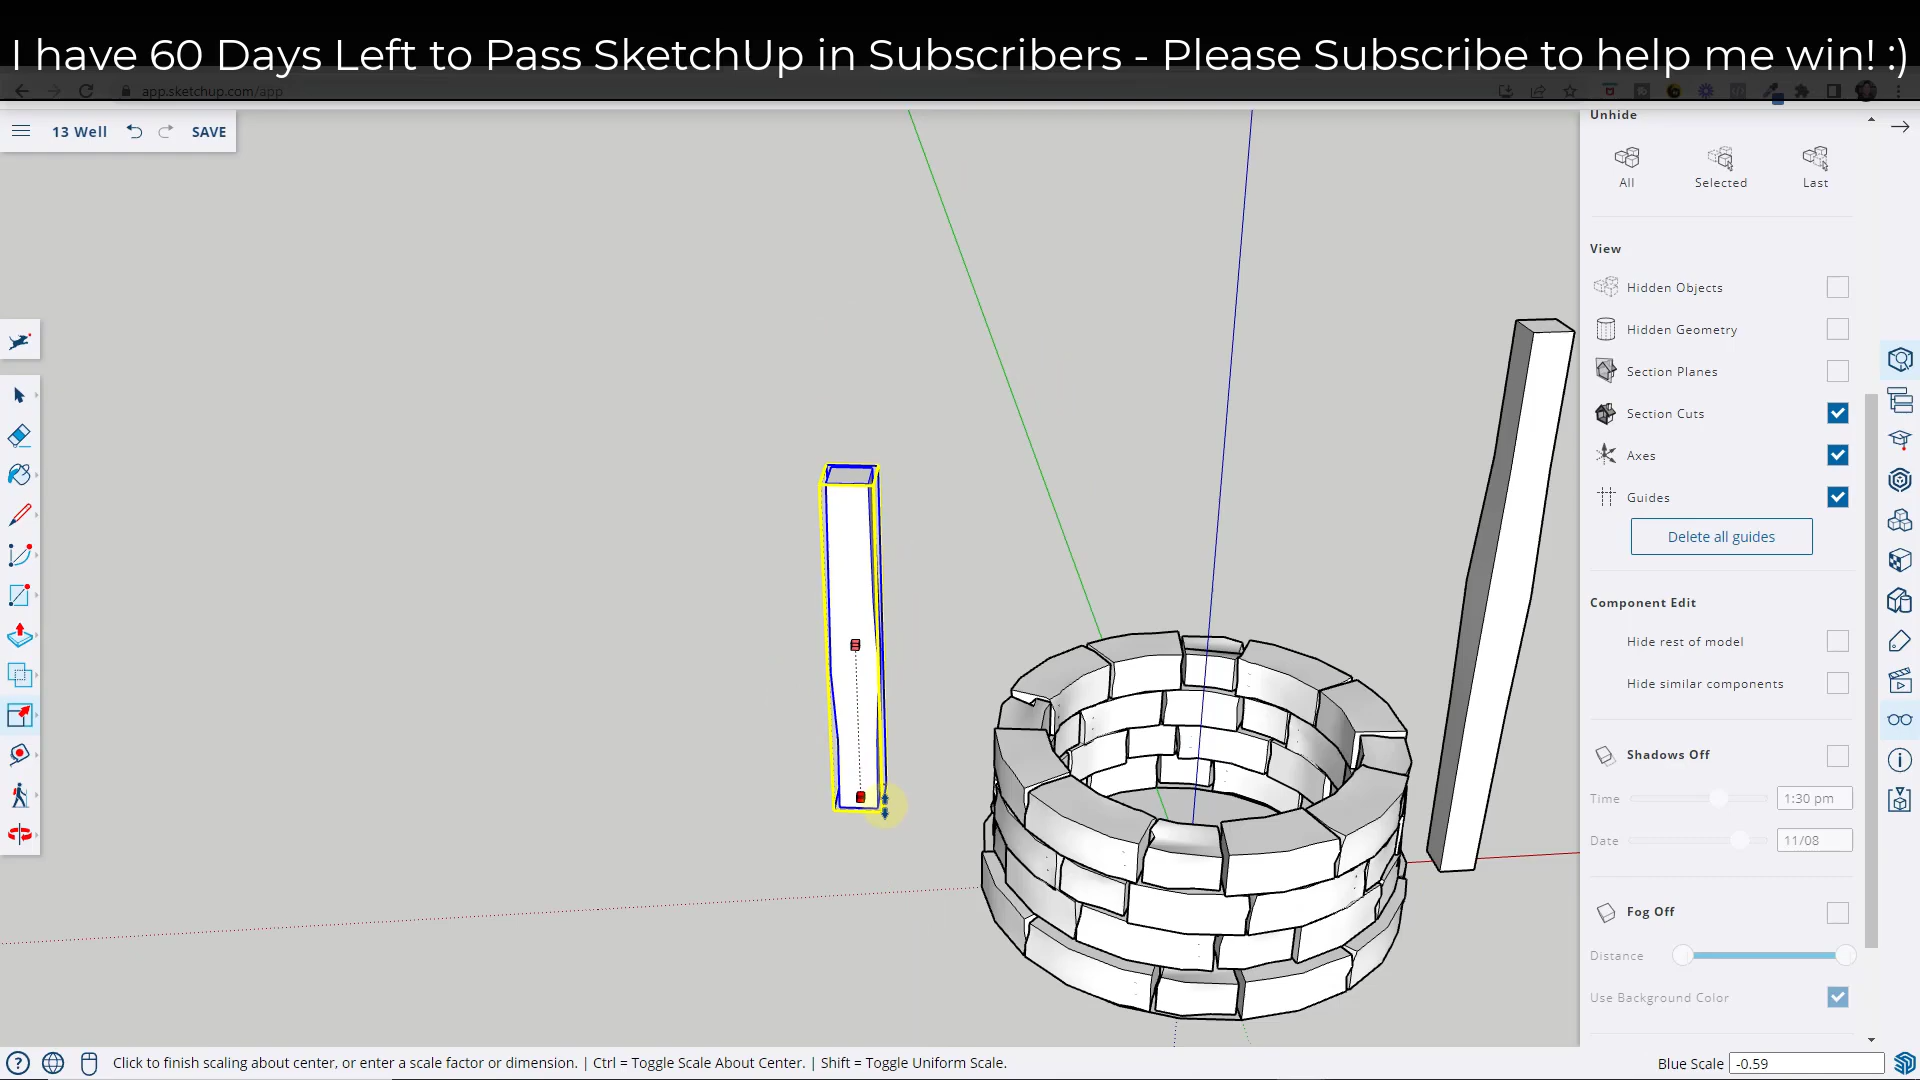 I have 60 Days Left to Pass SketchUp in Subscribers - Please Subscribe to help me win! :)
app.sketchup.com/app
13 Well
SAVE
Unhide
All
Selected
Last
View
Hidden Objects
Hidden Geometry
Section Planes
Section Cuts
Axes
Guides
Delete all guides
Component Edit
Hide rest of model
Hide similar components
Shadows Off
Time
1:30 pm
Date
11/08
Fog Off
Distance
Use Background Color
Click to finish scaling about center, or enter a scale factor or dimension. | Ctrl = Toggle Scale About Center. | Shift = Toggle Uniform Scale.
Blue Scale
-0.59